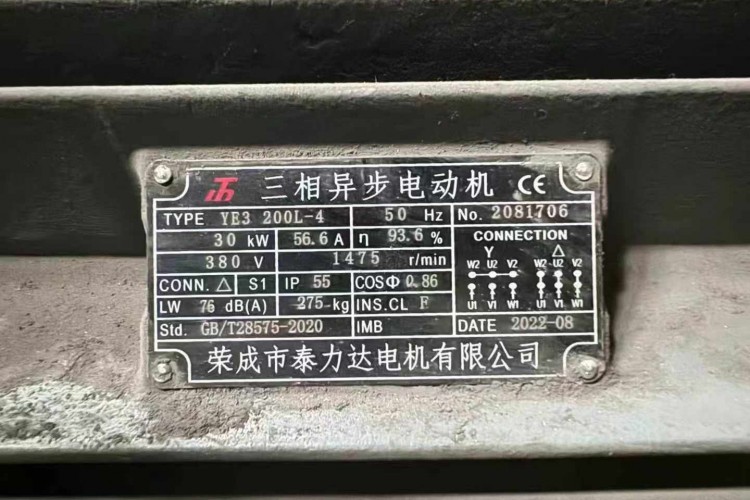 三相异步电动机 CE
TYPE YE3 200L-4 50 Hz No. 2081706
30 kW 56.6 A η 93.6 % CONNECTION
380 V 1475 r/min Y △
W2 U2 V2 W2 U2 V2
CONN. △ S1 IP 55 COSΦ 0.86
LW 76 dB(A) 275 kg INS.CL F U1 V1 W1 U1 V1 W1
Std. GB/T28575-2020 IMB DATE 2022-08
荣成市泰力达电机有限公司